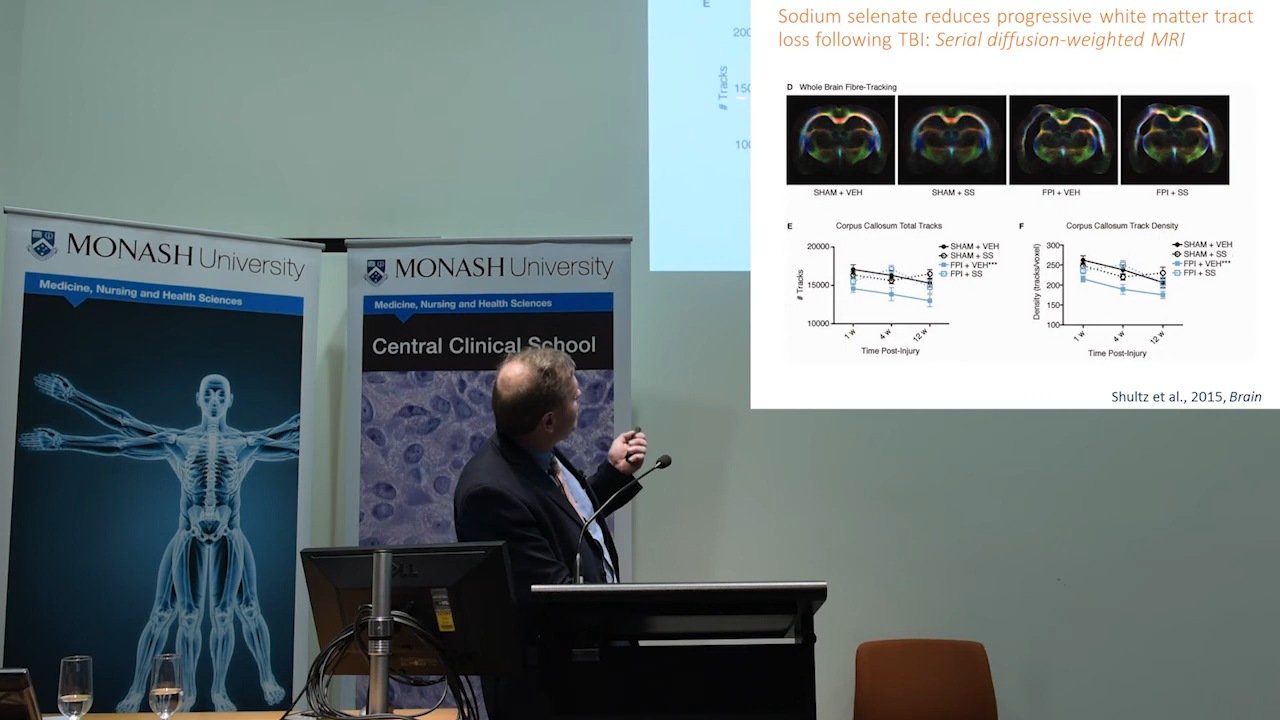 MONASH University
Medicine, Nursing and Health Sciences
MONASH University
Medicine, Nursing and Health Sciences
Central Clinical School
DELL
E
200
150
100
# Tracks
Sodium selenate reduces progressive white matter tract
loss following TBI: Serial diffusion-weighted MRI
D Whole Brain Fibre-Tracking
SHAM + VEH
SHAM + SS
FPI + VEH
FPI + SS
E Corpus Callosum Total Tracks
20000
15000
10000
# Tracks
1 w
4 w
12 w
Time Post-Injury
SHAM + VEH
SHAM + SS
FPI + VEH***
FPI + SS
F Corpus Callosum Track Density
300
250
200
150
100
Density (tracks/voxel)
1 w
4 w
12 w
Time Post-Injury
SHAM + VEH
SHAM + SS
FPI + VEH***
FPI + SS
Shultz et al., 2015, Brain